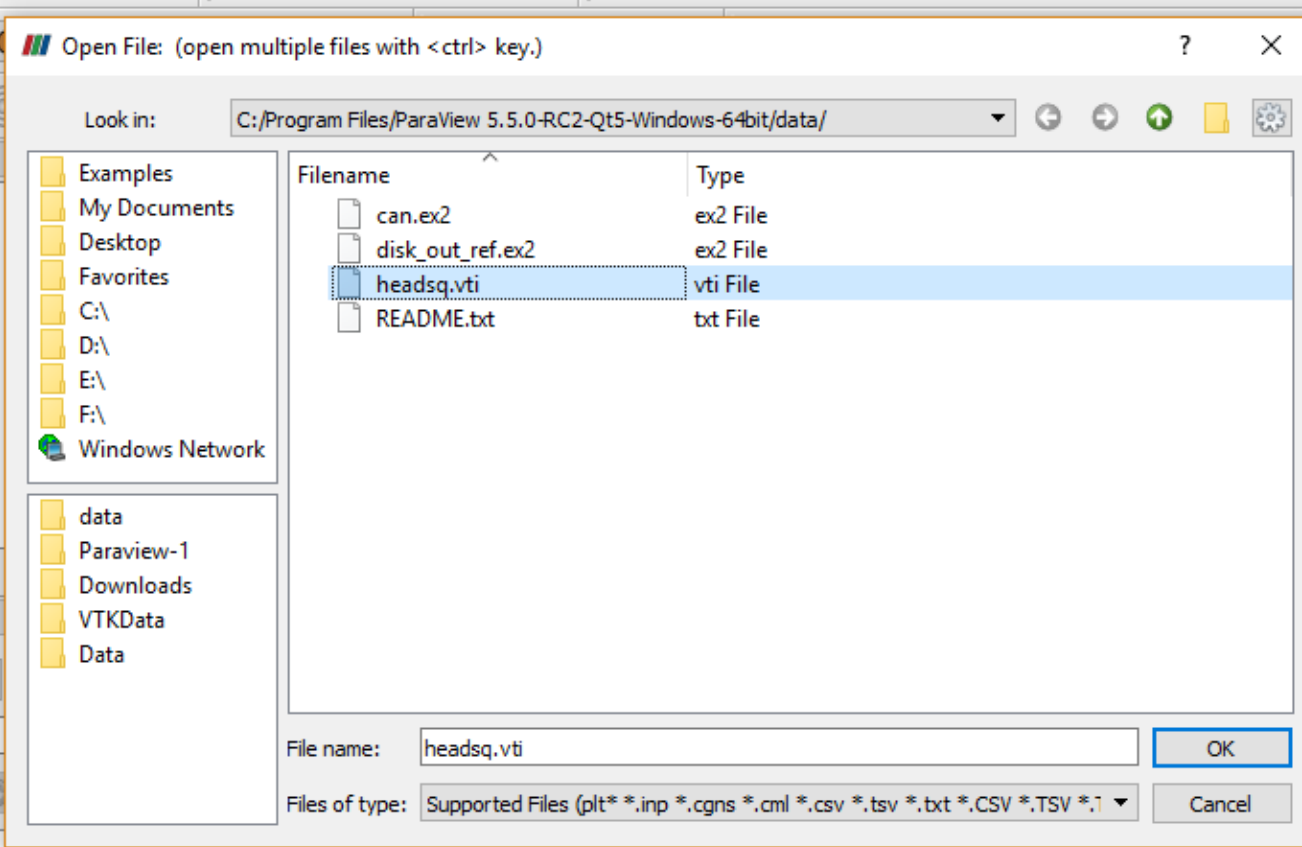 Open File: (open multiple files with <ctrl> key.)
?
Look in:
C:/Program Files/ParaView 5.5.0-RC2-Qt5-Windows-64bit/data/
Examples
My Documents
Desktop
Favorites
C:\
D:\
E:\
F:\
Windows Network
data
Paraview-1
Downloads
VTKData
Data
Filename Type
can.ex2 ex2 File
disk_out_ref.ex2 ex2 File
headsq.vti vti File
README.txt txt File
File name: headsq.vti OK
Files of type: Supported Files (plt* *.inp *.cgns *.cml *.csv *.tsv *.txt *.CSV *.TSV Cancel